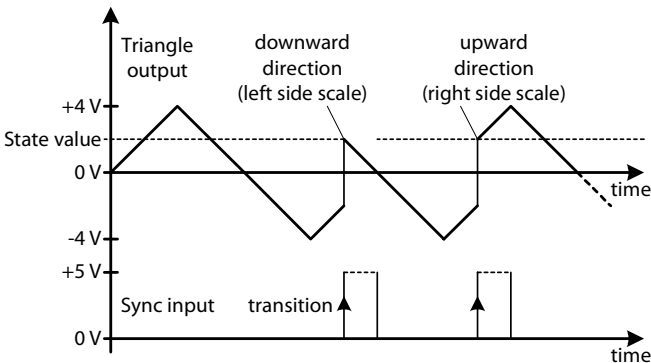 Triangle
output
downward
direction
(left side scale)
upward
direction
(right side scale)
+4 V
State value
0 V
time
-4 V
+5 V
Sync input
transition
0 V
time